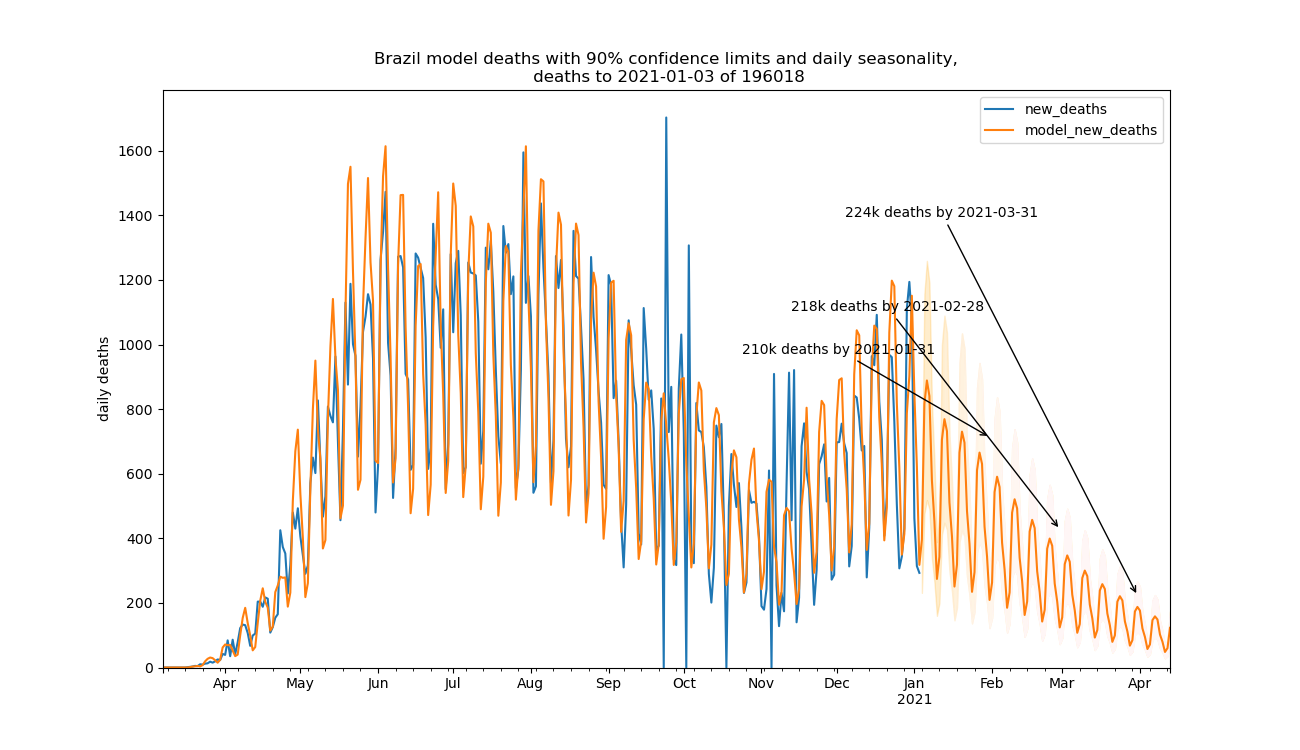 Brazil model deaths with 90% confidence limits and daily seasonality,
deaths to 2021-01-03 of 196018
new_deaths
model_new_deaths
224k deaths by 2021-03-31
218k deaths by 2021-02-28
210k deaths by 2021-01-31
daily deaths
1600
1400
1200
1000
800
600
400
200
0
Apr May Jun Jul Aug Sep Oct Nov Dec Jan Feb Mar Apr
2021